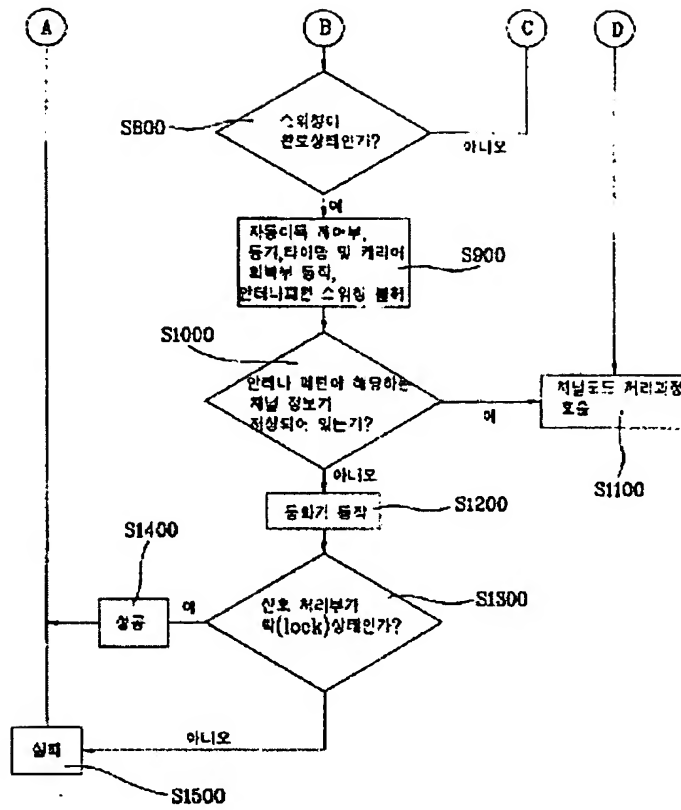 A
B
C
D
S800
스위칭이
완료상태인가?
아니오
예
자동이득 제어부,
동기,타이밍 및 캐리어
회복부 동작,
안테나패턴 스위칭 불허
S900
S1000
안테나 패턴에 해당하는
채널 정보가
저장되어 있는가?
예
채널모드 처리과정
호출
S1100
아니오
등화기 동작
S1200
S1400
S1300
성공
예
신호 처리부가
락(lock)상태인가?
아니오
실패
S1500